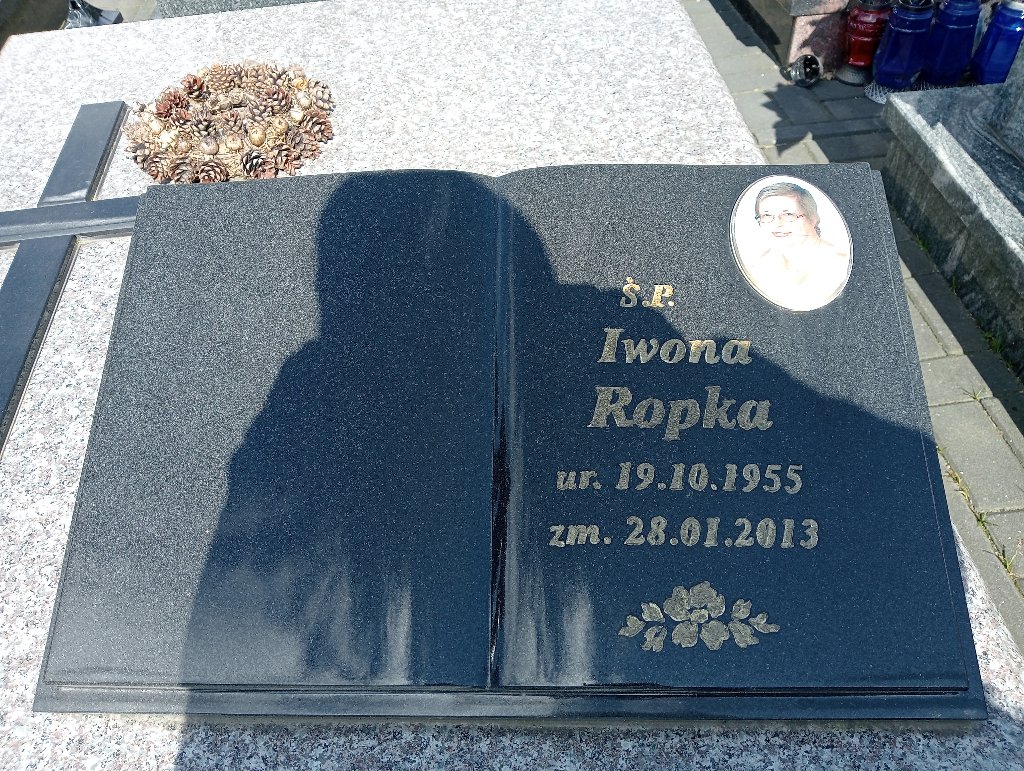 Ś.P.
Iwona
Ropka
ur. 19.10.1955
zm. 28.01.2013